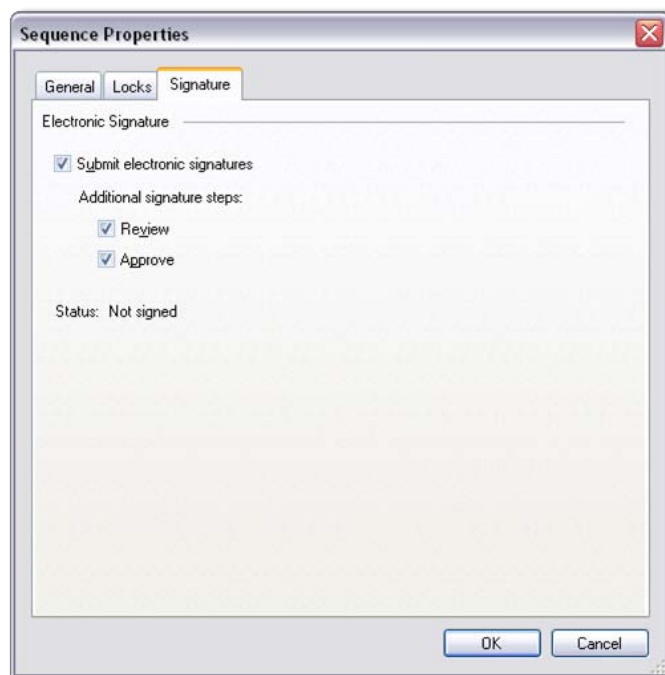 Sequence Properties
General Locks Signature
Electronic Signature
Submit electronic signatures
Additional signature steps:
Review
Approve
Status: Not signed
OK Cancel